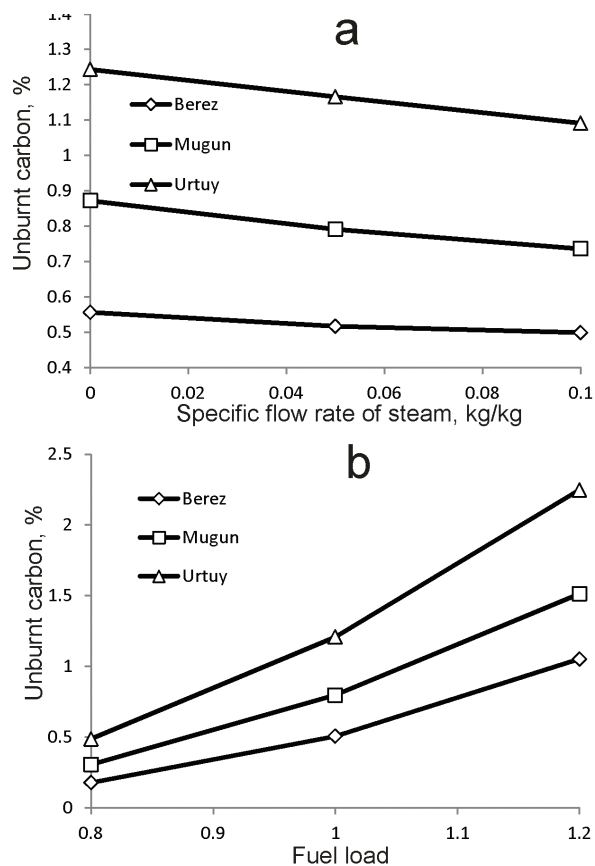 1.4
a
1.3
1.2
1.1
1
0.9
0.8
0.7
0.6
0.5
0.4
Unburnt carbon, %
Berez
Mugun
Urtuy
0 0.02 0.04 0.06 0.08 0.1
Specific flow rate of steam, kg/kg
b
2.5
2
1.5
1
0.5
0
Unburnt carbon, %
Berez
Mugun
Urtuy
0.8 0.9 1 1.1 1.2
Fuel load